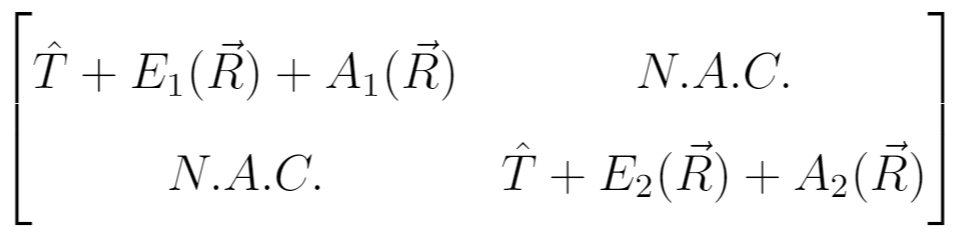 T̂ + E₁(R⃗) + A₁(R⃗) N.A.C.
N.A.C. T̂ + E₂(R⃗) + A₂(R⃗)